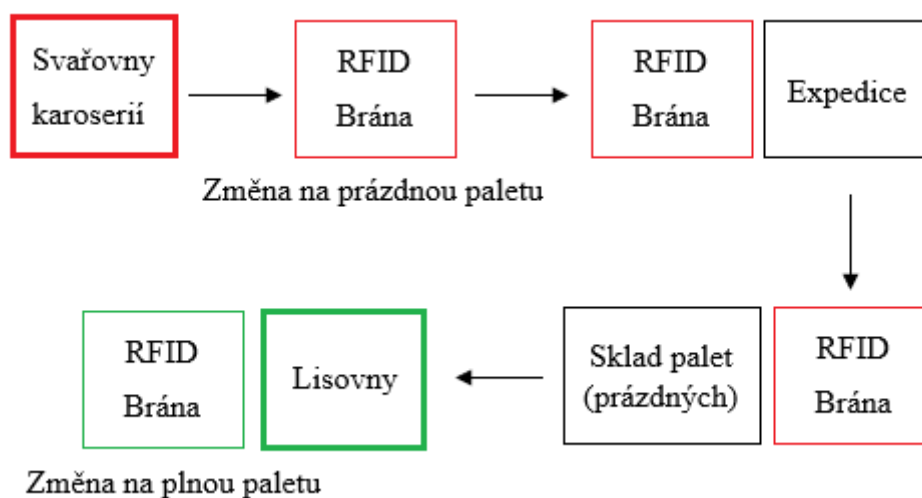 Svařovny
karoserií
RFID
Brána
RFID
Brána
Expedice
Změna na prázdnou paletu
RFID
Brána
Lisovny
Sklad palet
(prázdných)
RFID
Brána
Změna na plnou paletu